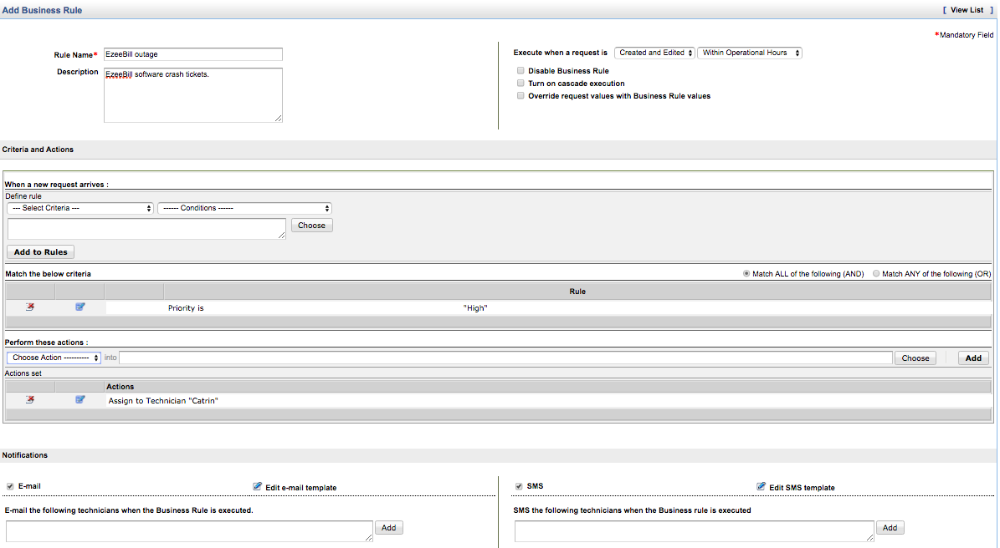 Add Business Rule [ View List ]
*Mandatory Field
Rule Name* EzeeBill outage
Description EzeeBill software crash tickets.
Execute when a request is Created and Edited Within Operational Hours
Disable Business Rule
Turn on cascade execution
Override request values with Business Rule values
Criteria and Actions
When a new request arrives :
Define rule
--- Select Criteria --- ------ Conditions ------
Choose
Add to Rules
Match the below criteria Match ALL of the following (AND) Match ANY of the following (OR)
Rule
Priority is "High"
Perform these actions :
Choose Action ---------- into Choose Add
Actions set
Actions
Assign to Technician "Catrin"
Notifications
E-mail Edit e-mail template
E-mail the following technicians when the Business Rule is executed.
Add
SMS Edit SMS template
SMS the following technicians when the Business rule is executed
Add